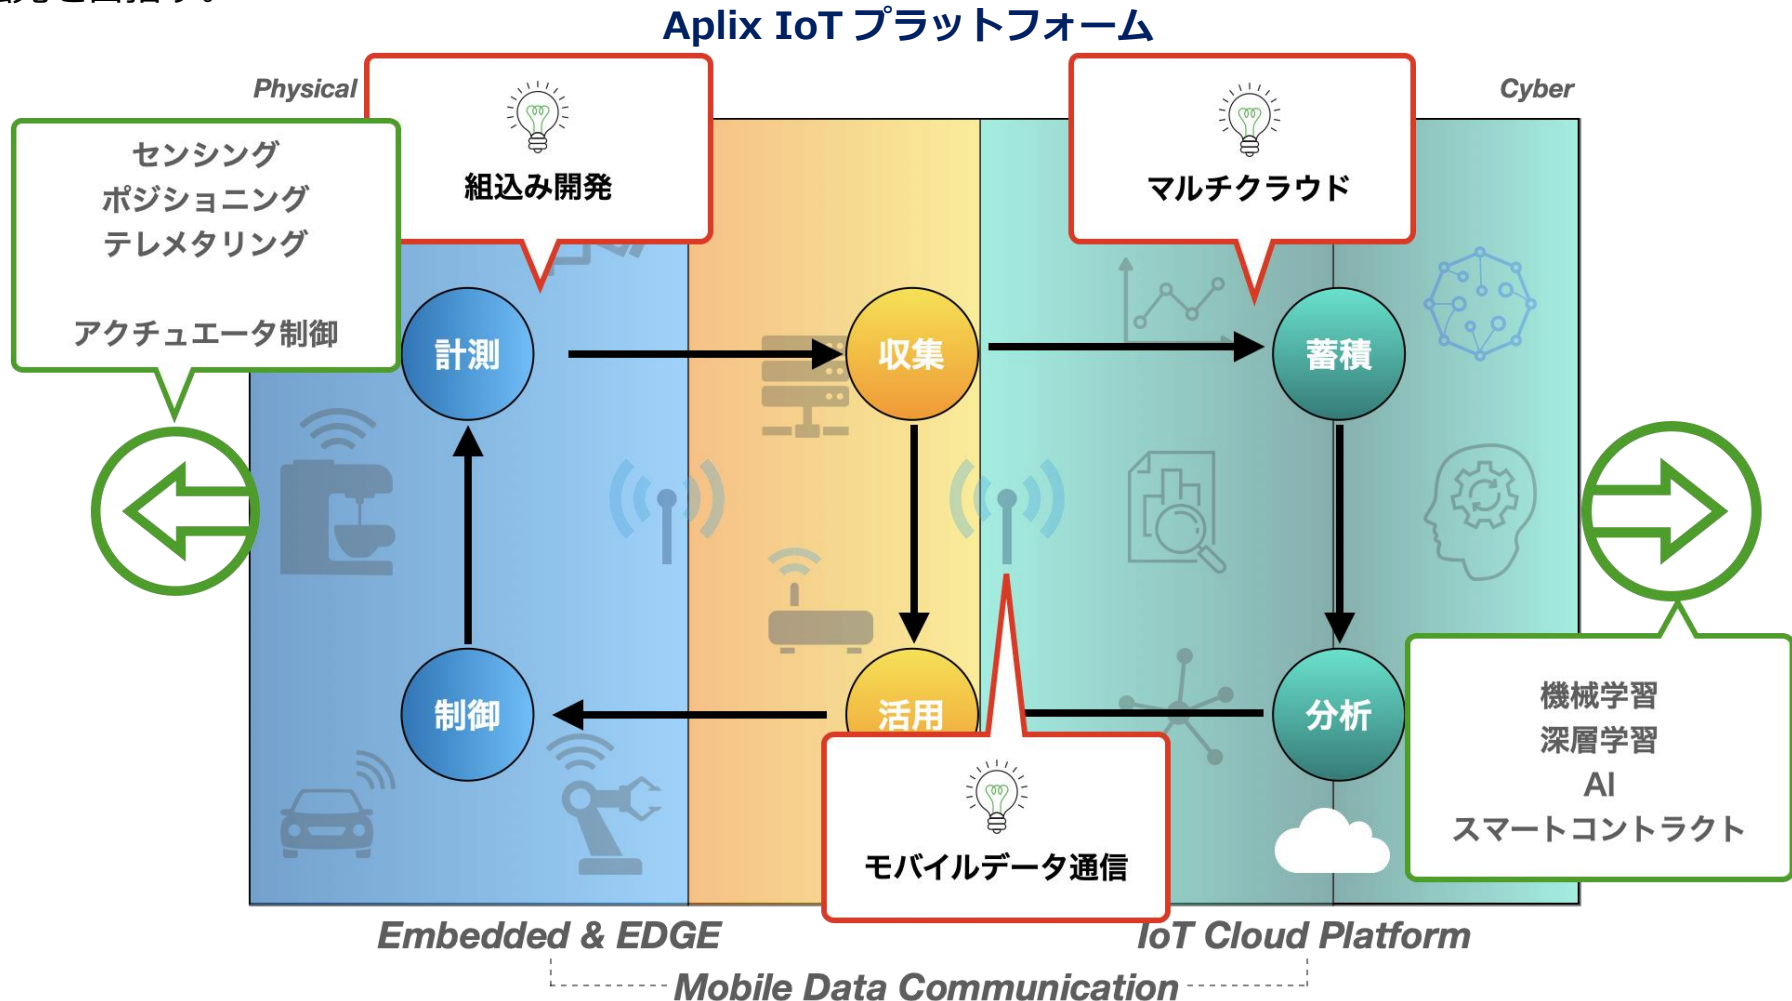 を目指す。
Aplix IoT プラットフォーム
Physical
Cyber
センシング
ポジショニング
テレメタリング
アクチュエータ制御
組込み開発
マルチクラウド
計測
収集
蓄積
制御
活用
分析
モバイルデータ通信
機械学習
深層学習
AI
スマートコントラクト
Embedded & EDGE
IoT Cloud Platform
Mobile Data Communication